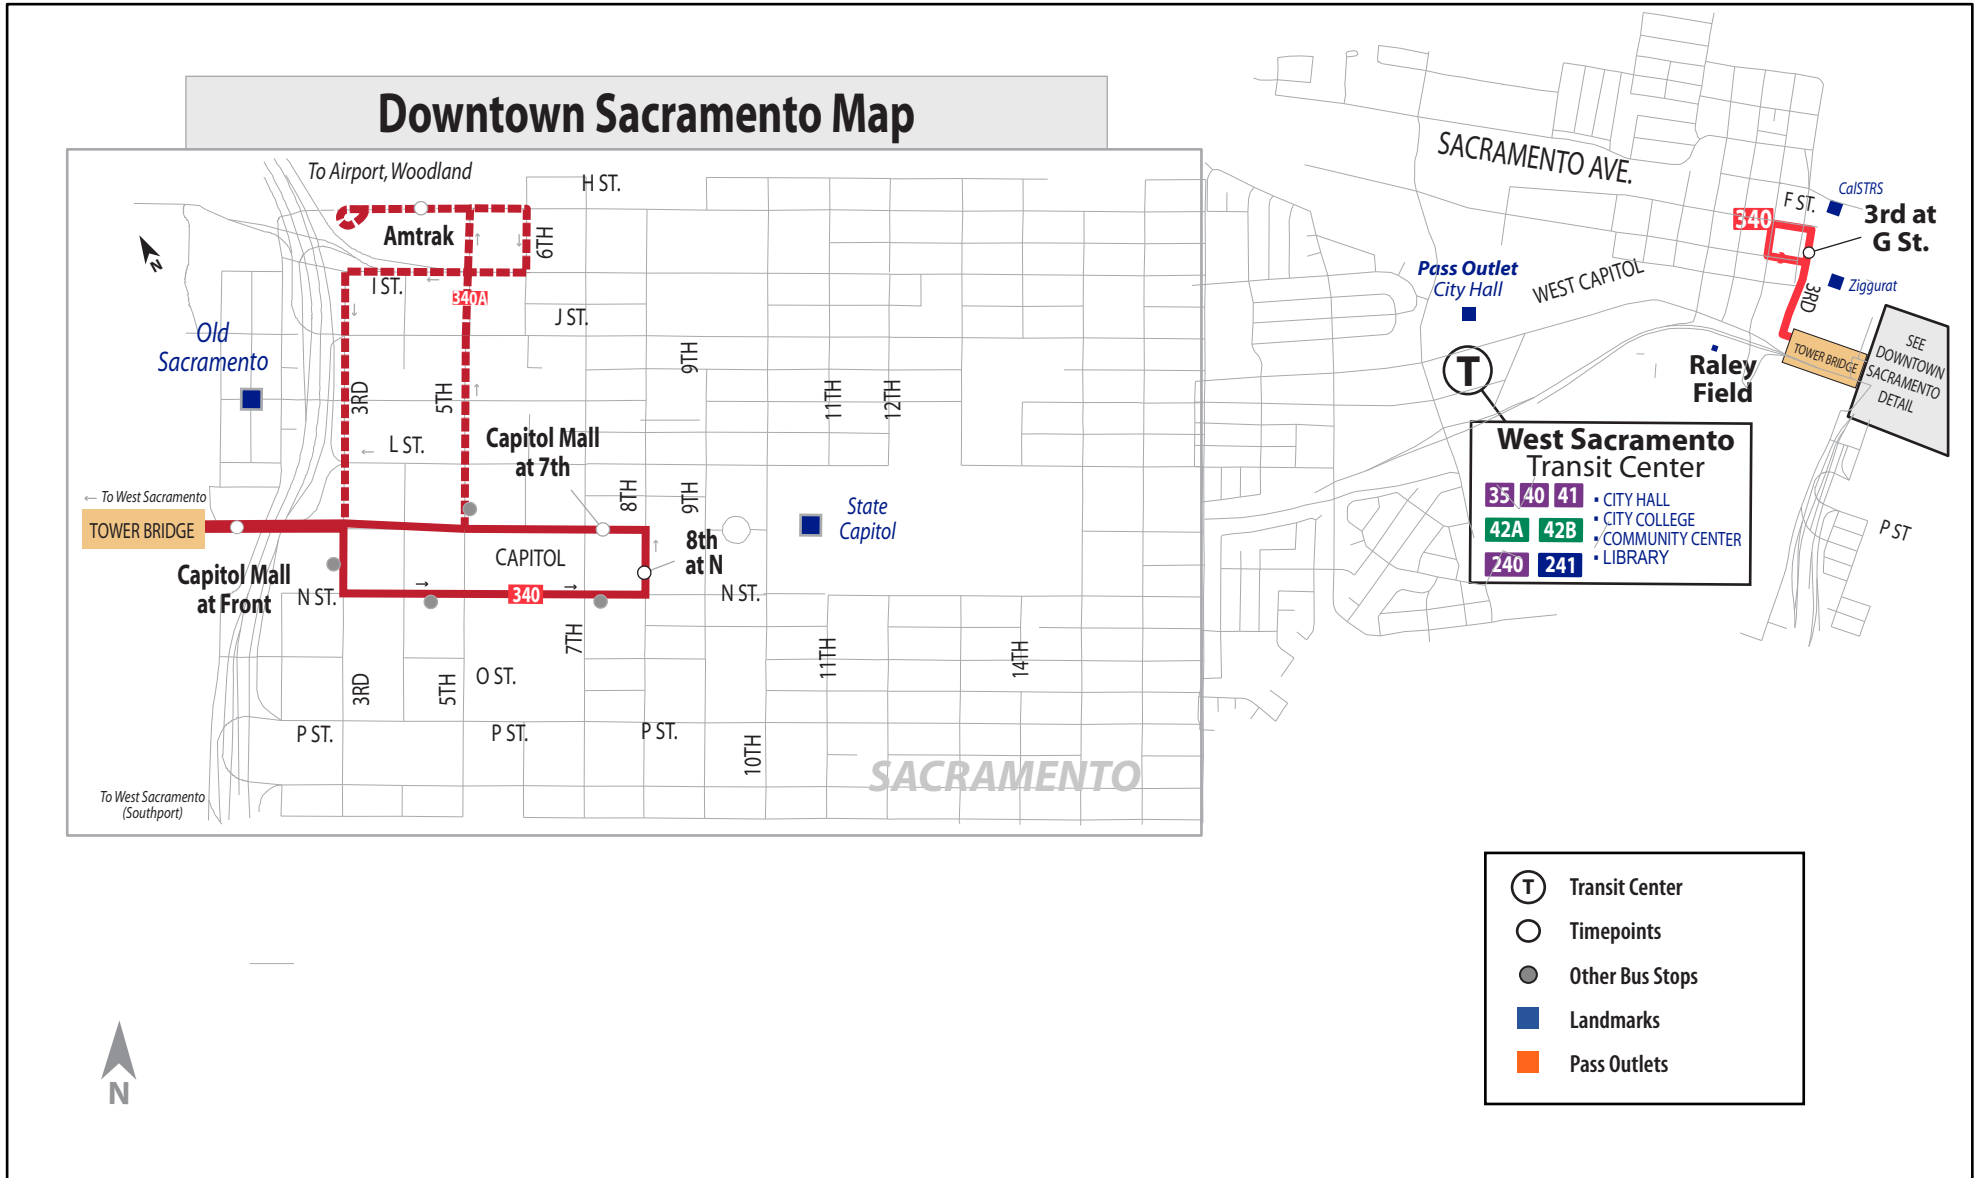 Downtown Sacramento Map
To Airport, Woodland
H ST.
Amtrak
6TH
N
I ST.
340A
J ST.
Old
Sacramento
9TH
3RD
5TH
11TH
12TH
L ST.
Capitol Mall
at 7th
8TH
9TH
← To West Sacramento
TOWER BRIDGE
State
Capitol
CAPITOL
8th
at N
Capitol Mall
at Front
N ST.
340
N ST.
7TH
11TH
14TH
3RD
5TH
O ST.
P ST.
P ST.
P ST.
10TH
SACRAMENTO
To West Sacramento
(Southport)
SACRAMENTO AVE.
CalSTRS
F ST.
340
3rd at
G St.
Pass Outlet
City Hall
WEST CAPITOL
3RD
Ziggurat
T
Raley
Field
TOWER BRIDGE
SEE
DOWNTOWN
SACRAMENTO
DETAIL
West Sacramento
Transit Center
35 40 41
42A 42B
240 241
▪ CITY HALL
▪ CITY COLLEGE
▪ COMMUNITY CENTER
▪ LIBRARY
P ST
T Transit Center
Timepoints
Other Bus Stops
Landmarks
Pass Outlets
N